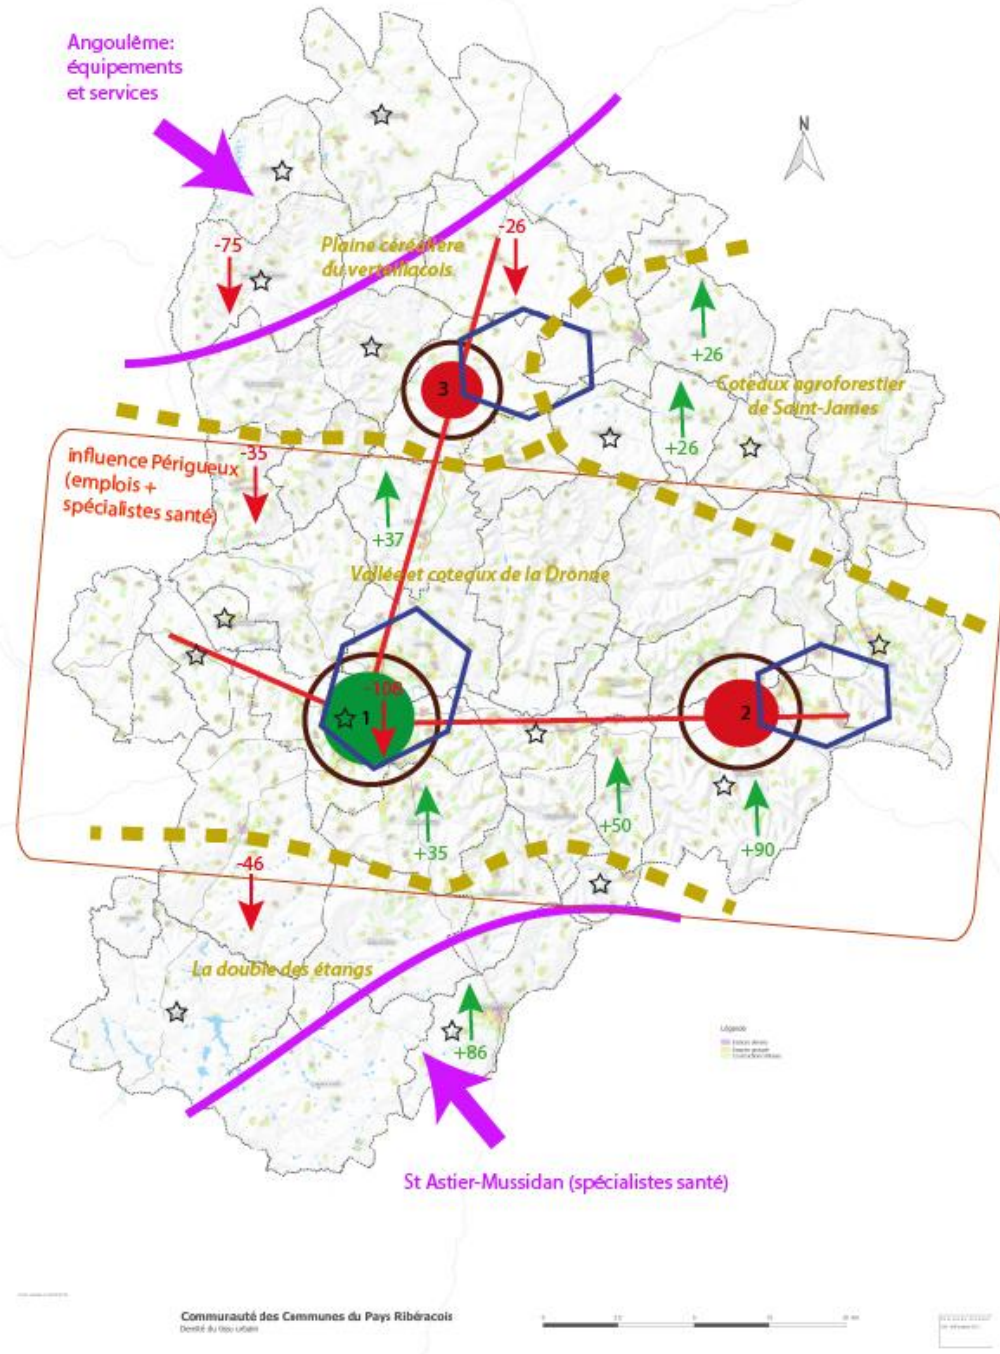 Angoulême:
équipements
et services
N
-75
-26
Plaine céréalière
du verteillacois
+26
3
Coteaux agroforestier
de Saint-James
+26
influence Périgueux
(emplois +
spécialistes santé)
-35
+37
Vallée et coteaux de la Dronne
-108
1
2
+35
+50
+90
-46
La double des étangs
+86
Légende
St Astier-Mussidan (spécialistes santé)
Communauté des Communes du Pays Ribéracois
Densité du tissu urbain